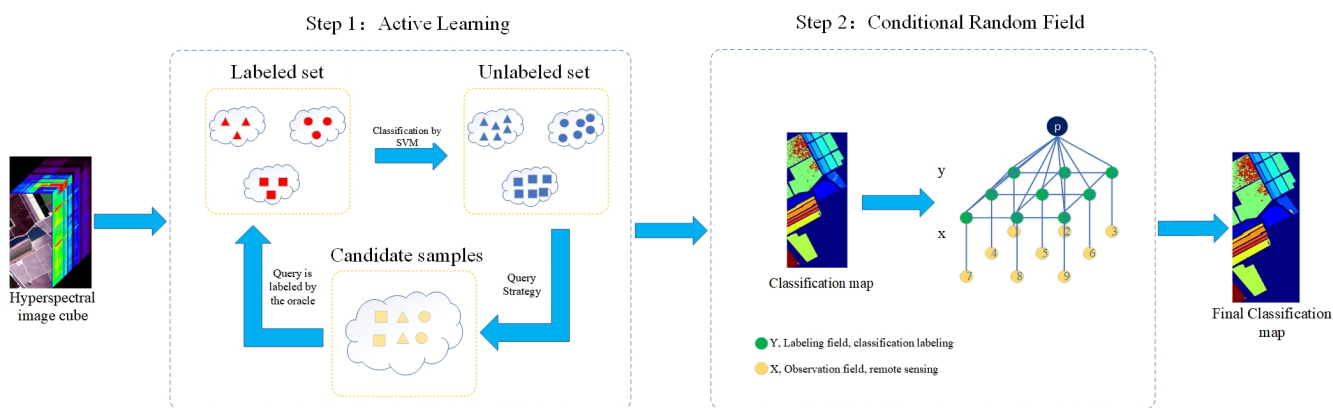 Step 1：Active Learning
Step 2：Conditional Random Field
Labeled set
Unlabeled set
Classification by
SVM
Candidate samples
Query is
labeled by
the oracle
Query
Strategy
Hyperspectral
image cube
Classification map
p
y
x
1
2
3
4
5
6
7
8
9
Y, Labeling field, classification labeling
X, Observation field, remote sensing
Final Classification
map